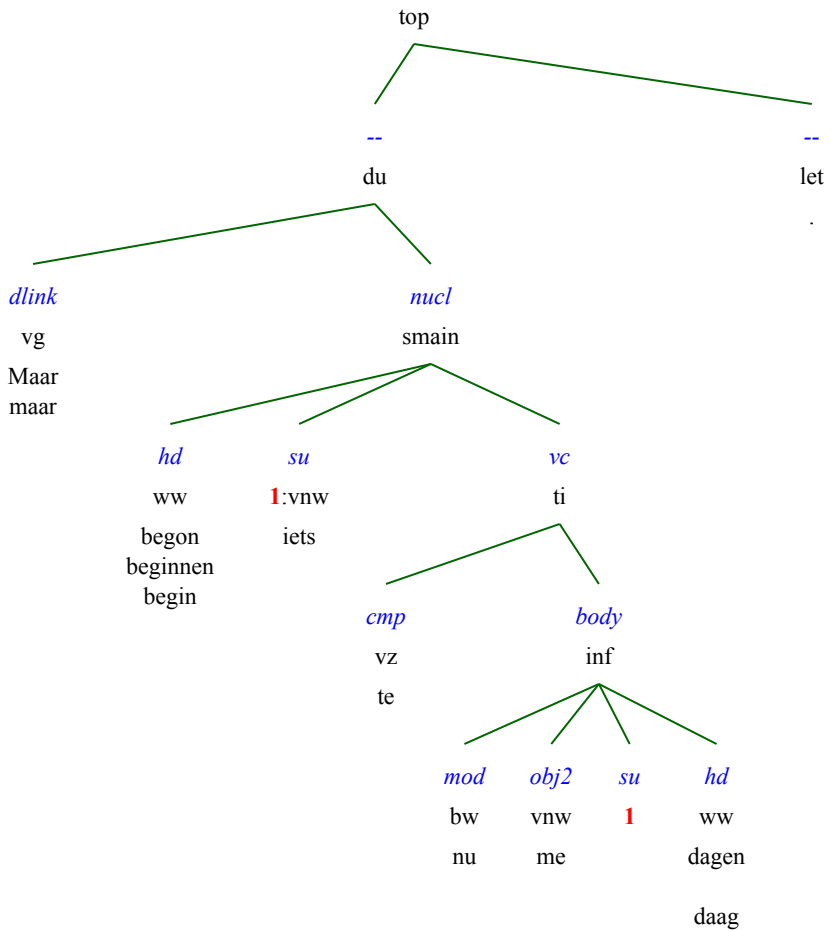 top
-- --
du let
.
dlink nucl
vg smain
Maar
maar
hd su vc
ww 1:vnw ti
begon iets
beginnen
begin
cmp body
vz inf
te
mod obj2 su hd
bw vnw 1 ww
nu me dagen
daag